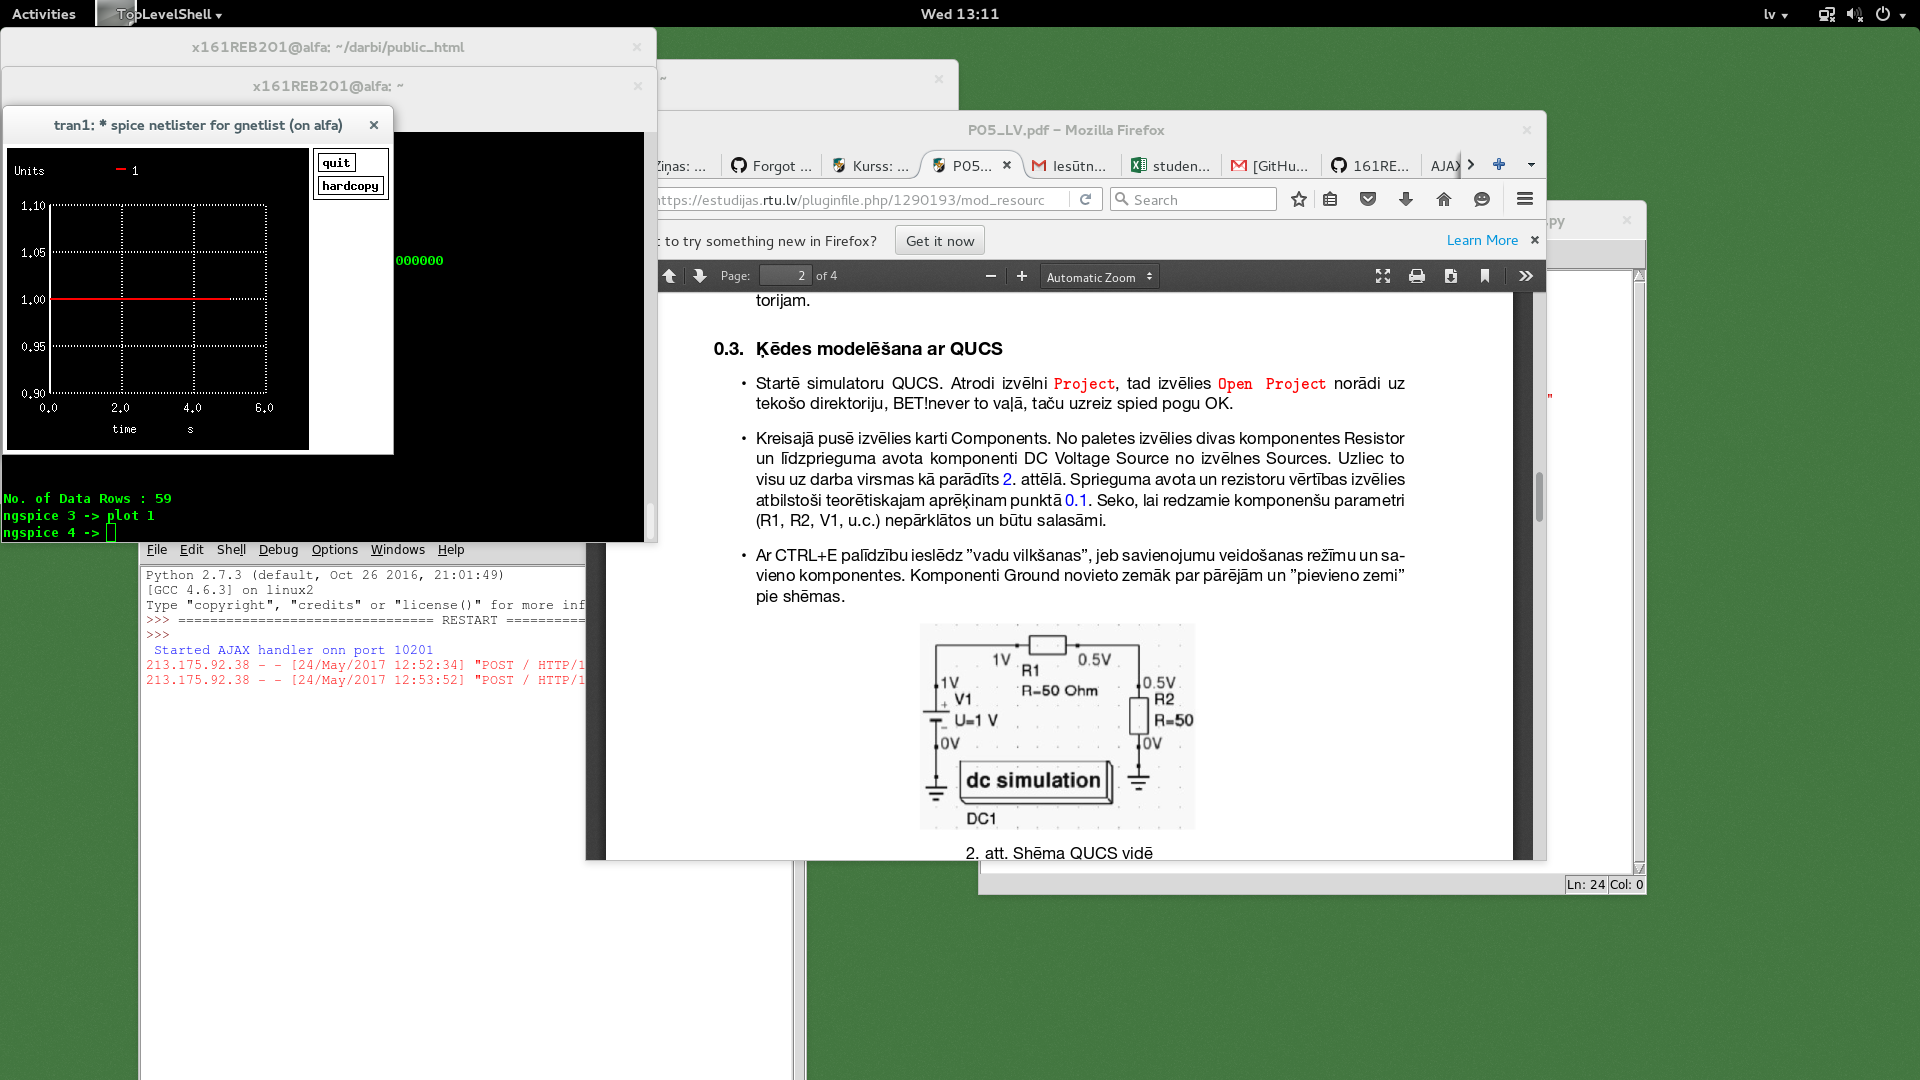 Activities
TopLevelShell
Wed 13:11
lv
x161REB201@alfa: ~/darbi/public_html
x161REB201@alfa: ~
~
tran1: * spice netlister for gnetlist (on alfa)
Units
1
quit
hardcopy
1.10
1.05
1.00
0.95
0.90
0.0 2.0 4.0 6.0
time s
000000
No. of Data Rows : 59
ngspice 3 -> plot 1
ngspice 4 ->
File Edit Shell Debug Options Windows Help
Python 2.7.3 (default, Oct 26 2016, 21:01:49)
[GCC 4.6.3] on linux2
Type "copyright", "credits" or "license()" for more inf
>>> ================================ RESTART ==========
>>>
Started AJAX handler onn port 10201
213.175.92.38 - - [24/May/2017 12:52:34] "POST / HTTP/1
213.175.92.38 - - [24/May/2017 12:53:52] "POST / HTTP/1
P05_LV.pdf - Mozilla Firefox
Ziņas: ...
Forgot ...
Kurss: ...
P05...
Iesūtn...
studen...
[GitHu...
161RE...
AJAX
https://estudijas.rtu.lv/pluginfile.php/1290193/mod_resourc
Search
t to try something new in Firefox?
Get it now
Learn More
Page: 2 of 4
Automatic Zoom
torijam.
0.3. Ķēdes modelēšana ar QUCS
• Startē simulatoru QUCS. Atrodi izvēlni Project, tad izvēlies Open Project norādi uz
tekošo direktoriju, BET!never to vaļā, taču uzreiz spied pogu OK.
• Kreisajā pusē izvēlies karti Components. No paletes izvēlies divas komponentes Resistor
un līdzprieguma avota komponenti DC Voltage Source no izvēlnes Sources. Uzliec to
visu uz darba virsmas kā parādīts 2. attēlā. Sprieguma avota un rezistoru vērtības izvēlies
atbilstoši teorētiskajam aprēķinam punktā 0.1. Seko, lai redzamie komponenšu parametri
(R1, R2, V1, u.c.) nepārklātos un būtu salasāmi.
• Ar CTRL+E palīdzību ieslēdz ”vadu vilkšanas”, jeb savienojumu veidošanas režīmu un sa-
vieno komponentes. Komponenti Ground novieto zemāk par pārējām un ”pievieno zemi”
pie shēmas.
1V
R1
R=50 Ohm
0.5V
1V
V1
U=1 V
0V
0.5V
R2
R=50
0V
dc simulation
DC1
2. att. Shēma QUCS vidē
py
"
Ln: 24 Col: 0